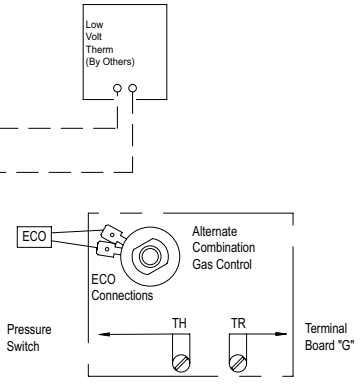 Low
Volt
Therm
(By Others)
ECO
Alternate
Combination
Gas Control
ECO
Connections
Pressure
Switch
TH
TR
Terminal
Board "G"